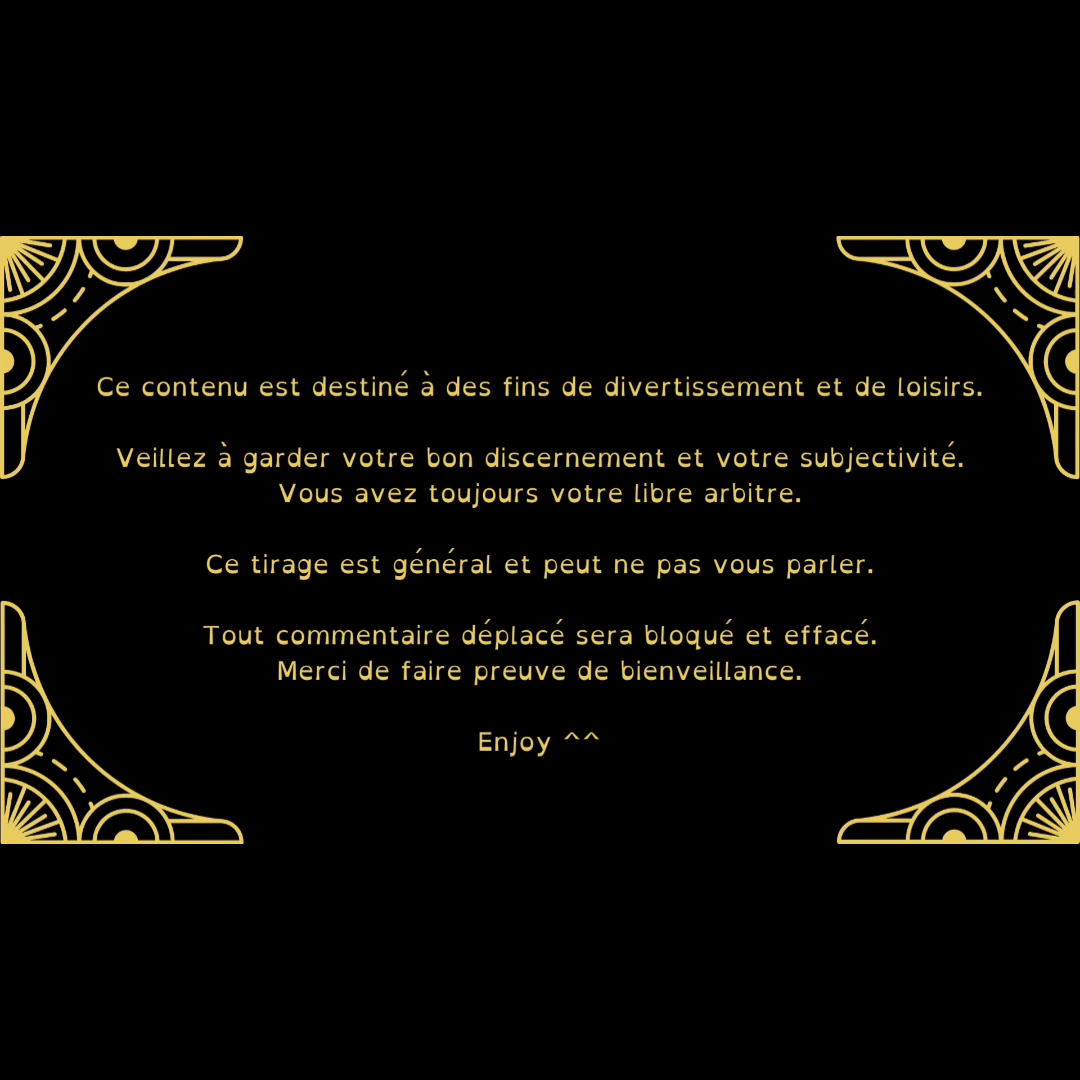 Ce contenu est destiné à des fins de divertissement et de loisirs.
Veillez à garder votre bon discernement et votre subjectivité.
Vous avez toujours votre libre arbitre.
Ce tirage est général et peut ne pas vous parler.
Tout commentaire déplacé sera bloqué et effacé.
Merci de faire preuve de bienveillance.
Enjoy ^^